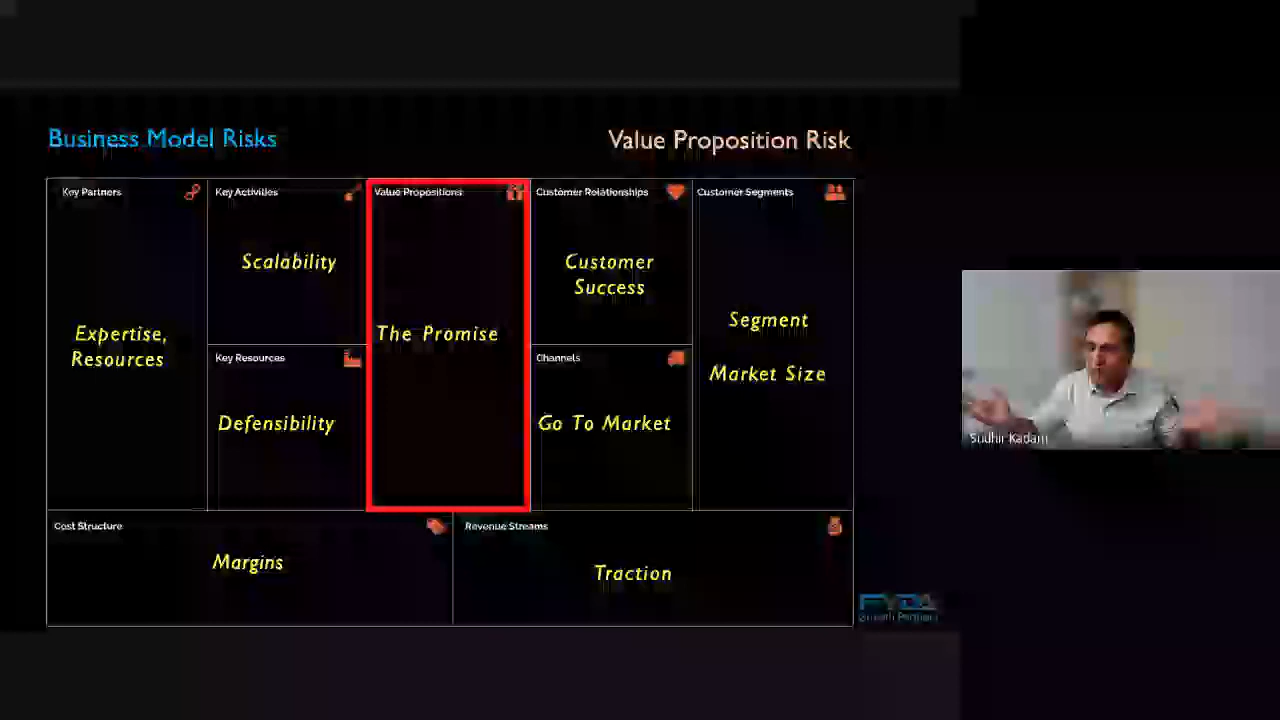 Business Model Risks
Value Proposition Risk
Key Partners
Expertise,
Resources
Key Activities
Scalability
Key Resources
Defensibility
Value Propositions
The Promise
Customer Relationships
Customer
Success
Channels
Go To Market
Customer Segments
Segment
Market Size
Cost Structure
Margins
Revenue Streams
Traction
Growth Partners
Sudhir Kadam